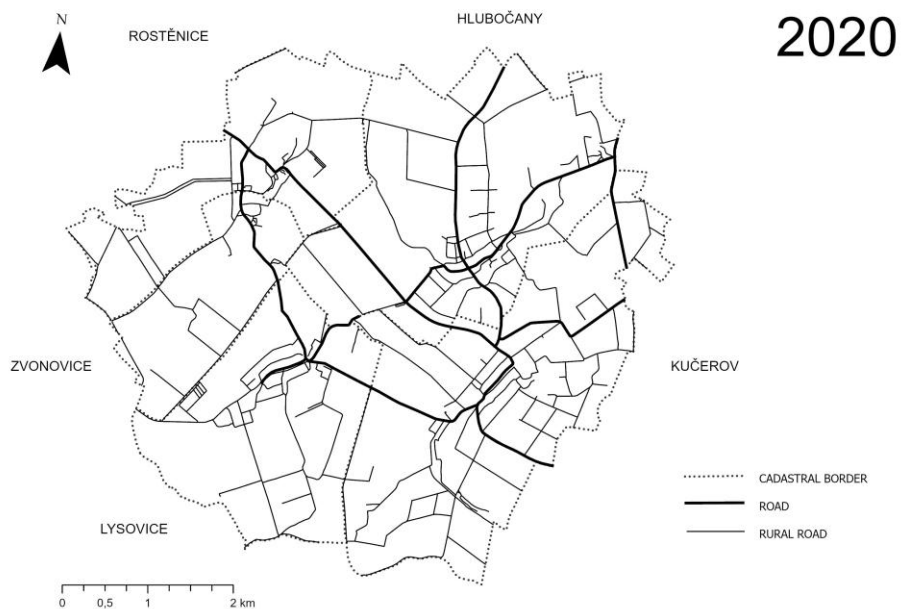 HLUBOČANY
2020
N
ROSTĚNICE
ZVONOVICE
KUČEROV
CADASTRAL BORDER
ROAD
RURAL ROAD
LYSOVICE
0 0,5 1 2 km